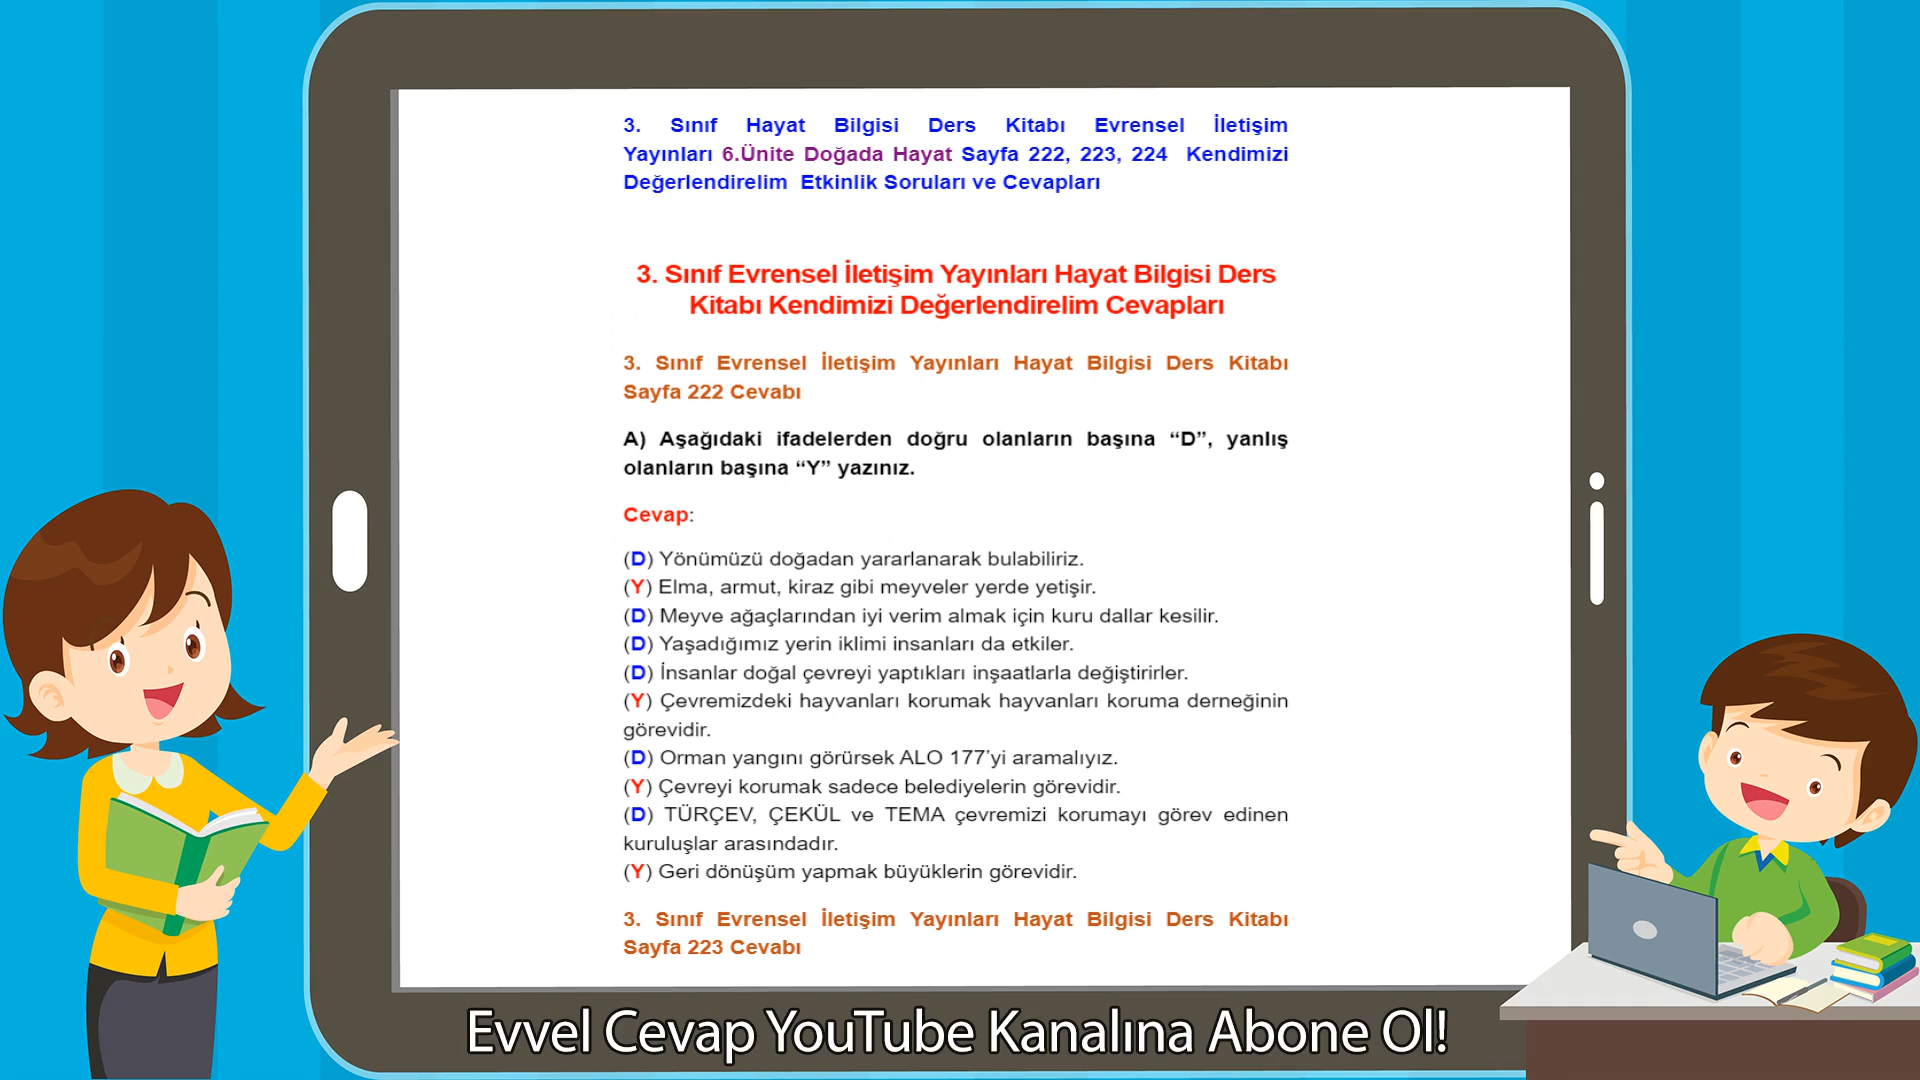 3. Sınıf Hayat Bilgisi Ders Kitabı Evrensel İletişim
Yayınları 6.Ünite Doğada Hayat Sayfa 222, 223, 224 Kendimizi
Değerlendirelim Etkinlik Soruları ve Cevapları
3. Sınıf Evrensel İletişim Yayınları Hayat Bilgisi Ders
Kitabı Kendimizi Değerlendirelim Cevapları
3. Sınıf Evrensel İletişim Yayınları Hayat Bilgisi Ders Kitabı
Sayfa 222 Cevabı
A) Aşağıdaki ifadelerden doğru olanların başına “D”, yanlış
olanların başına “Y” yazınız.
Cevap:
(D) Yönümüzü doğadan yararlanarak bulabiliriz.
(Y) Elma, armut, kiraz gibi meyveler yerde yetişir.
(D) Meyve ağaçlarından iyi verim almak için kuru dallar kesilir.
(D) Yaşadığımız yerin iklimi insanları da etkiler.
(D) İnsanlar doğal çevreyi yaptıkları inşaatlarla değiştirirler.
(Y) Çevremizdeki hayvanları korumak hayvanları koruma derneğinin
görevidir.
(D) Orman yangını görürsek ALO 177’yi aramalıyız.
(Y) Çevreyi korumak sadece belediyelerin görevidir.
(D) TÜRÇEV, ÇEKÜL ve TEMA çevremizi korumayı görev edinen
kuruluşlar arasındadır.
(Y) Geri dönüşüm yapmak büyüklerin görevidir.
3. Sınıf Evrensel İletişim Yayınları Hayat Bilgisi Ders Kitabı
Sayfa 223 Cevabı
Evvel Cevap YouTube Kanalına Abone Ol!